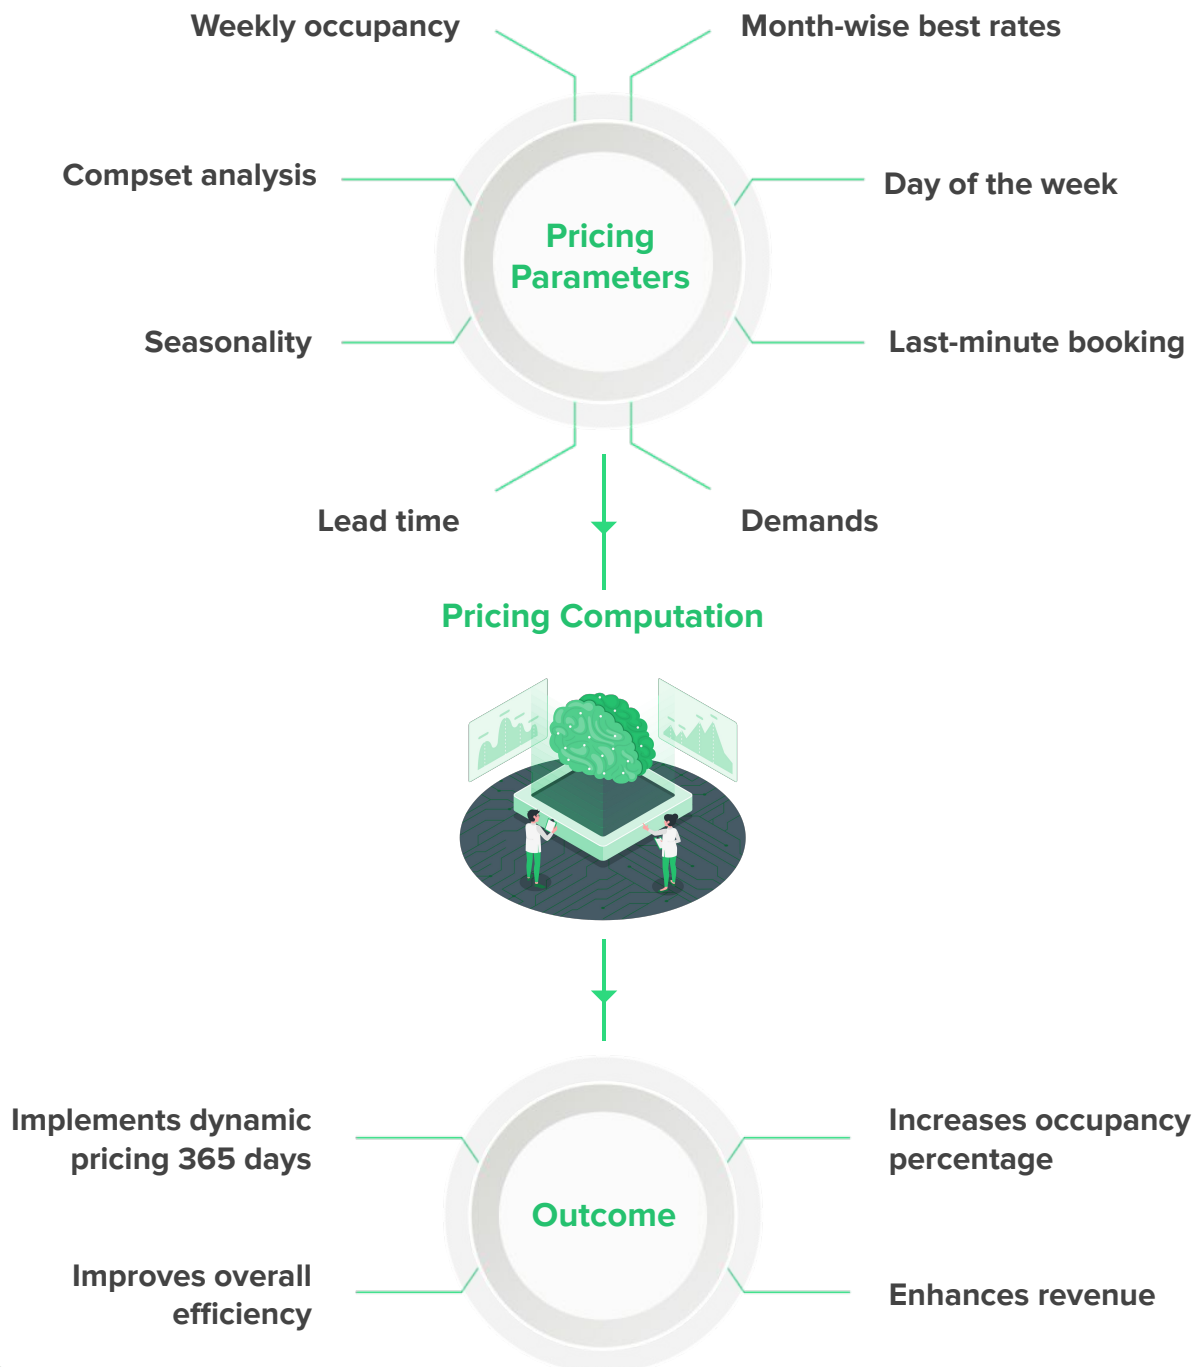 Weekly occupancy
Month-wise best rates
Compset analysis
Day of the week
Pricing
Parameters
Seasonality
Last-minute booking
Lead time
Demands
Pricing Computation
Implements dynamic
pricing 365 days
Increases occupancy
percentage
Outcome
Improves overall
efficiency
Enhances revenue